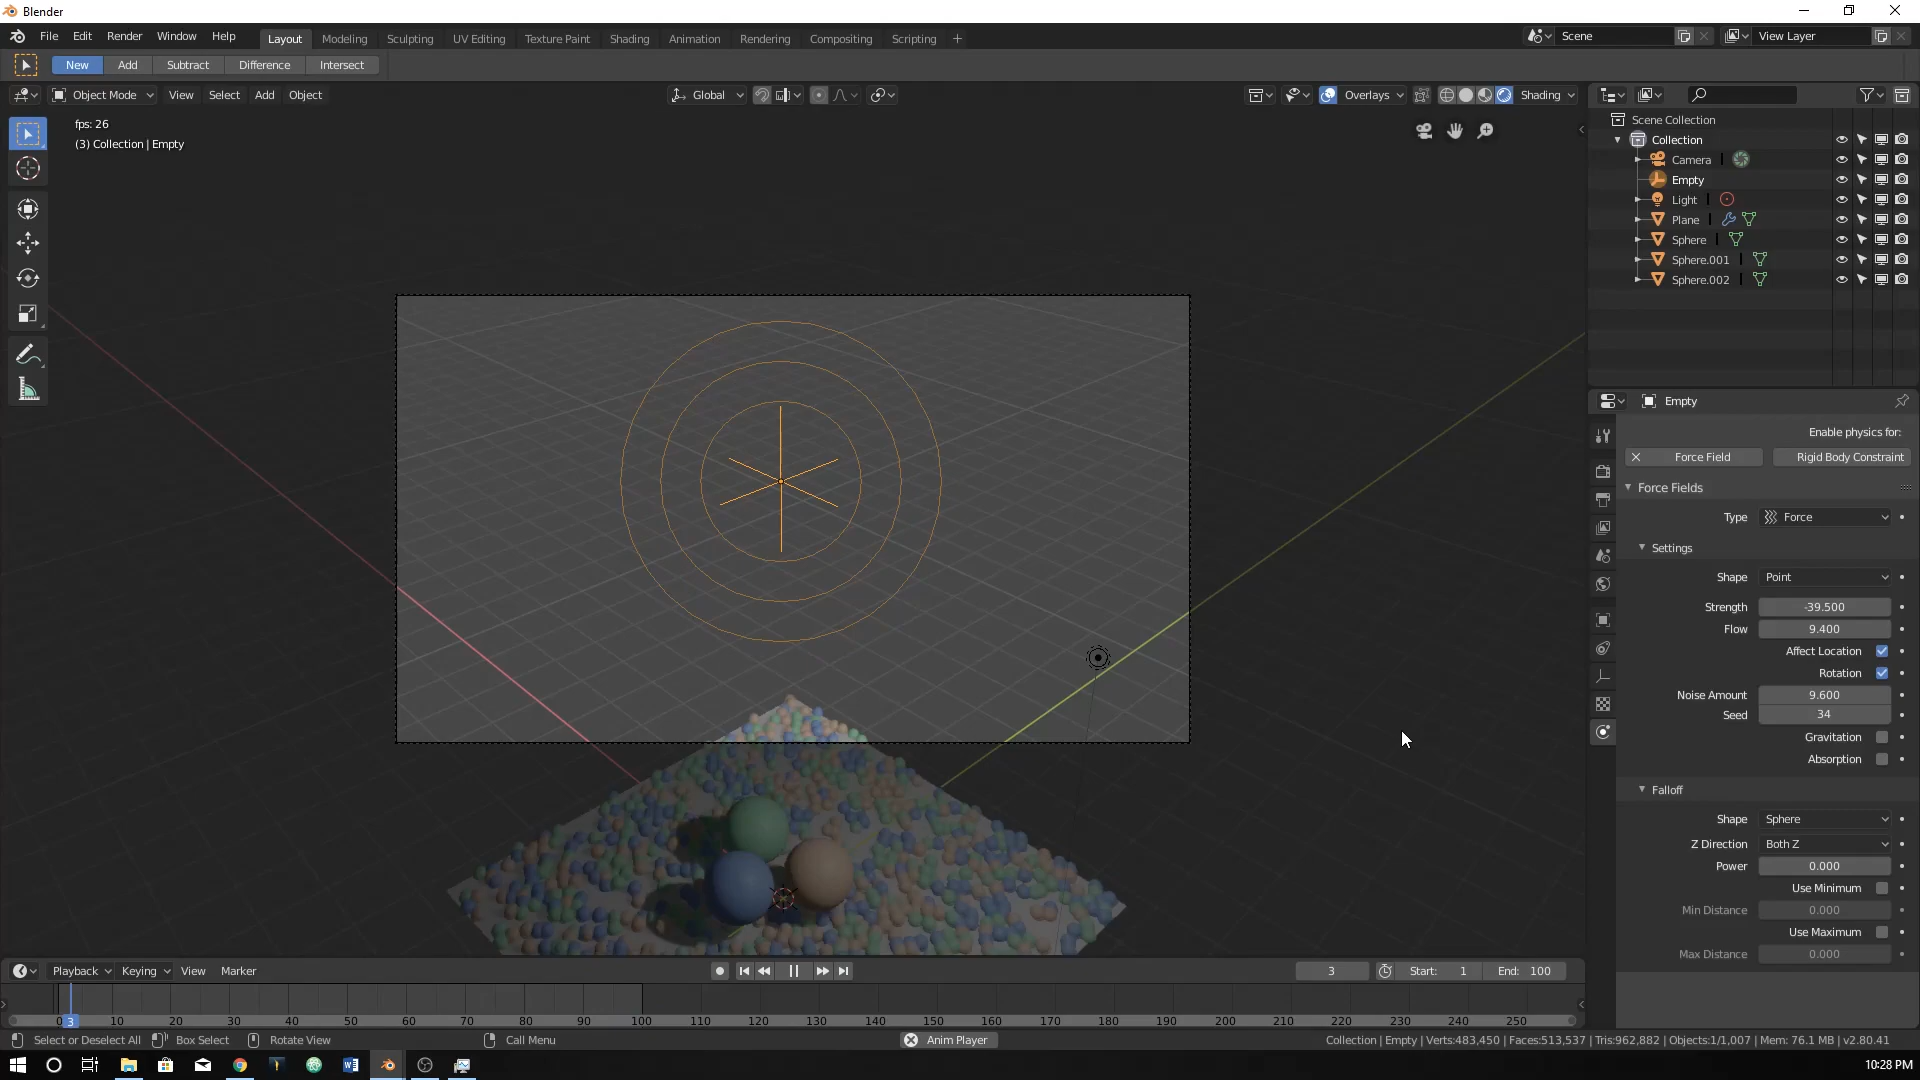 Blender
File Edit Render Window Help
Layout Modeling Sculpting UV Editing Texture Paint Shading Animation Rendering Compositing Scripting +
Scene
View Layer
New Add Subtract Difference Intersect
Object Mode View Select Add Object
Global
Overlays
Shading
fps: 26
(3) Collection | Empty
Scene Collection
Collection
Camera
Empty
Light
Plane
Sphere
Sphere.001
Sphere.002
Empty
Enable physics for:
Force Field
Rigid Body Constraint
Force Fields
Type Force
Settings
Shape Point
Strength -39.500
Flow 9.400
Affect Location
Rotation
Noise Amount 9.600
Seed 34
Gravitation
Absorption
Falloff
Shape Sphere
Z Direction Both Z
Power 0.000
Use Minimum
Min Distance 0.000
Use Maximum
Max Distance 0.000
Playback Keying View Marker
3
Start: 1
End: 100
0 3 10 20 30 40 50 60 70 80 90 100 110 120 130 140 150 160 170 180 190 200 210 220 230 240 250
Select or Deselect All Box Select Rotate View Call Menu
Anim Player
Collection | Empty | Verts:483,450 | Faces:513,537 | Tris:962,882 | Objects:1/1,007 | Mem: 76.1 MB | v2.80.41
10:28 PM